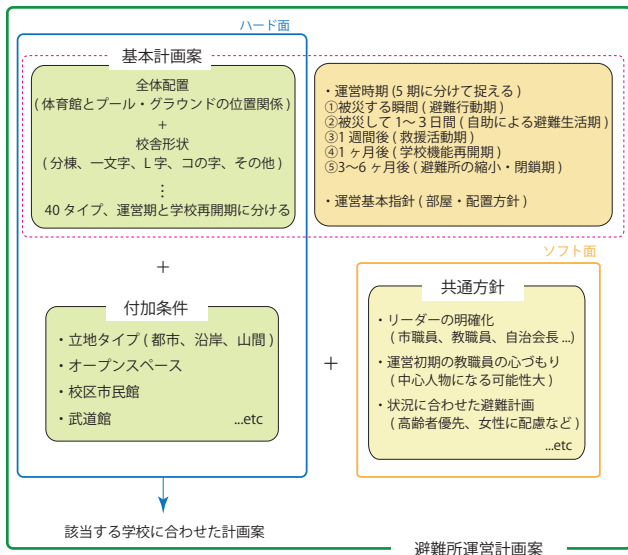 ハード面
基本計画案
全体配置
( 体育館とプール・グラウンドの位置関係 )
+
校舎形状
( 分棟、一文字、L 字、コの字、その他 )
⋮
40 タイプ、運営期と学校再開期に分ける
・運営時期 (5 期に分けて捉える )
①被災する瞬間 ( 避難行動期 )
②被災して 1〜 3 日間 ( 自助による避難生活期 )
③1 週間後 ( 救援活動期 )
④1 ヶ月後 ( 学校機能再開期 )
⑤3〜6 ヶ月後 ( 避難所の縮小・閉鎖期 )
・運営基本指針 ( 部屋・配置方針 )
+
ソフト面
付加条件
・立地タイプ ( 都市、沿岸、山間 )
・オープンスペース
・校区市民館
・武道館 ...etc
+
共通方針
・リーダーの明確化
( 市職員、教職員、自治会長 ... )
・運営初期の教職員の心づもり
( 中心人物になる可能性大 )
・状況に合わせた避難計画
( 高齢者優先、女性に配慮など )
...etc
該当する学校に合わせた計画案
避難所運営計画案